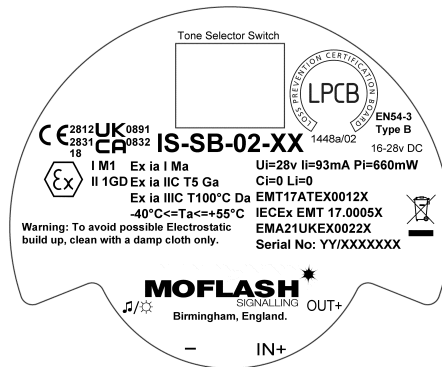 Tone Selector Switch
LOSS PREVENTION CERTIFICATION BOARD
LPCB
1448a/02
EN54-3
Type B
16-28v DC
CE 2812 UK 0891
2831 CA 0832
18
IS-SB-02-XX
Ex
I M1 Ex ia I Ma
II 1GD Ex ia IIC T5 Ga
Ex ia IIIC T100°C Da
-40°C<=Ta<=+55°C
Ui=28v Ii=93mA Pi=660mW
Ci=0 Li=0
EMT17ATEX0012X
IECEx EMT 17.0005X
EMA21UKEX0022X
Serial No: YY/XXXXXXX
Warning: To avoid possible Electrostatic
build up, clean with a damp cloth only.
MOFLASH
SIGNALLING
Birmingham, England.
♫/☼
OUT+
– IN+